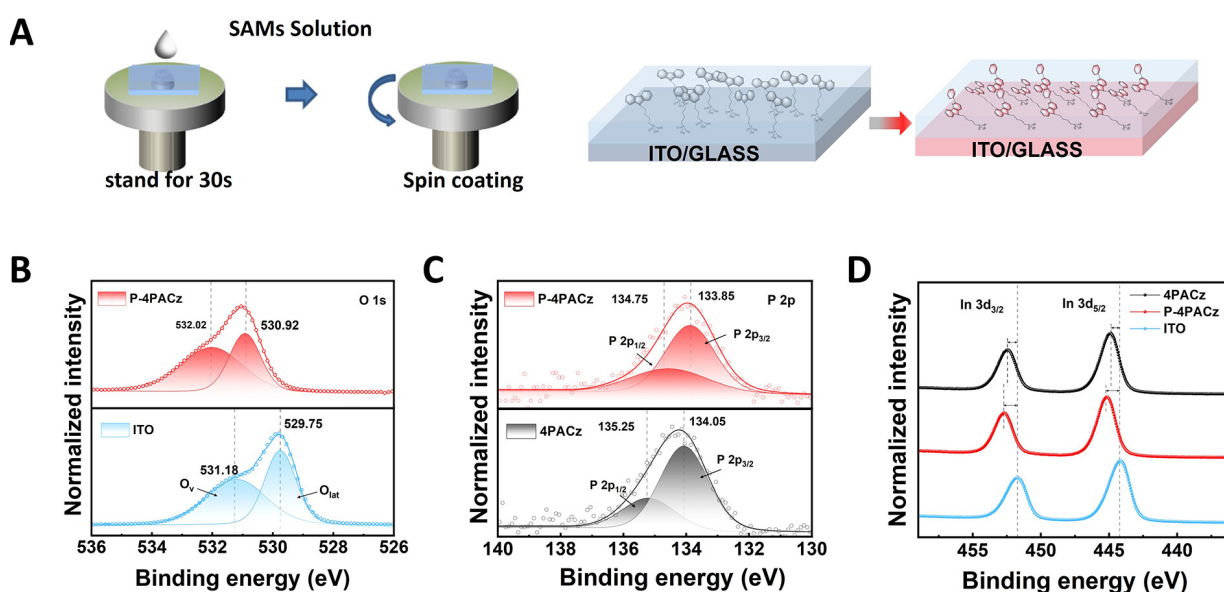 A
SAMs Solution
stand for 30s
Spin coating
ITO/GLASS
ITO/GLASS
B
Normalized intensity
P-4PACz
O 1s
532.02
530.92
ITO
529.75
531.18
Oᵥ
O_lat
536
534
532
530
528
526
Binding energy (eV)
C
Normalized intensity
P-4PACz
134.75
133.85
P 2p
P 2p₁/₂
P 2p₃/₂
4PACz
135.25
134.05
P 2p₃/₂
P 2p₁/₂
140
138
136
134
132
130
Binding energy (eV)
D
Normalized intensity
In 3d₃/₂
In 3d₅/₂
4PACz
P-4PACz
ITO
455
450
445
440
Binding energy (eV)